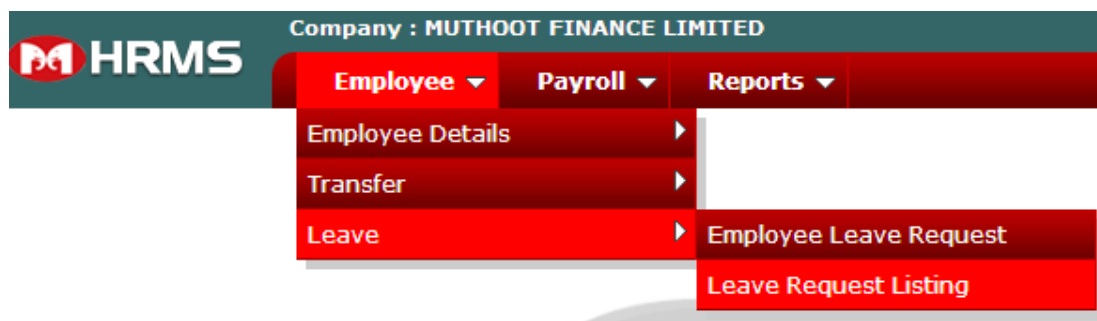 Company : MUTHOOT FINANCE LIMITED
HRMS
Employee Payroll Reports
Employee Details
Transfer
Leave Employee Leave Request
Leave Request Listing